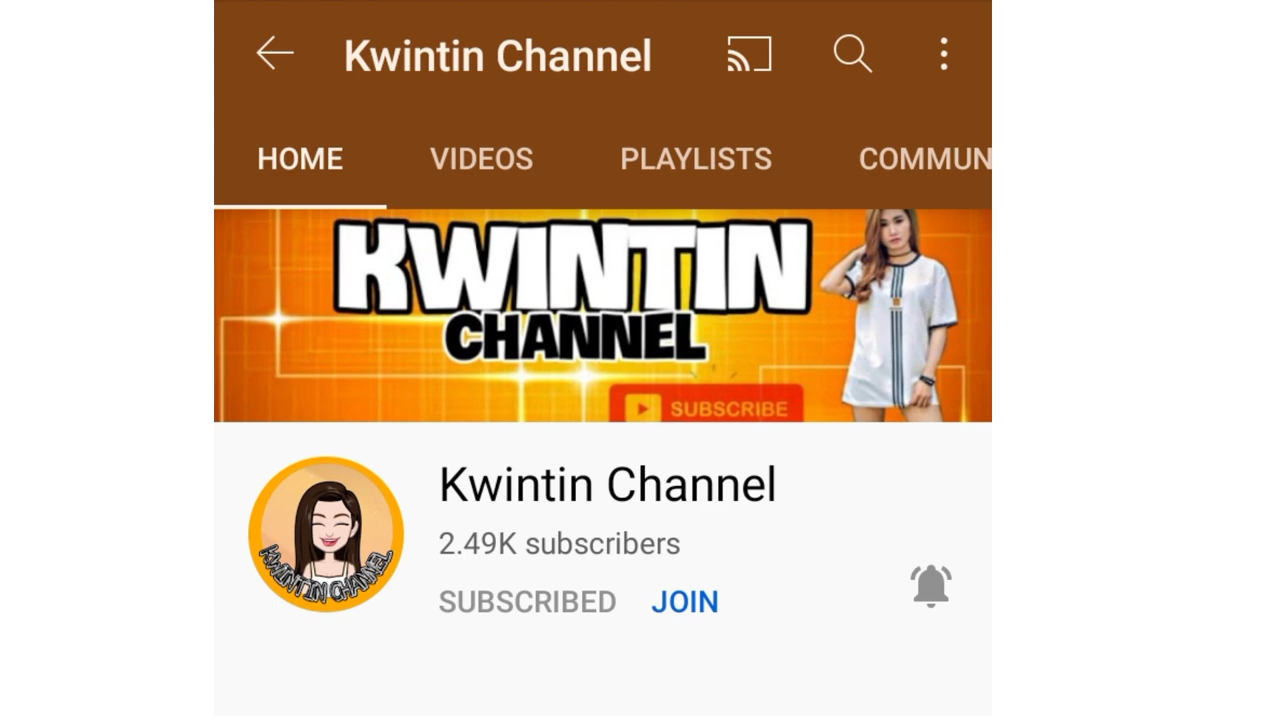 Kwintin Channel
HOME VIDEOS PLAYLISTS COMMUN
KWINTIN
CHANNEL
SUBSCRIBE
Kwintin Channel
2.49K subscribers
KWINTIN CHANNEL
SUBSCRIBED JOIN